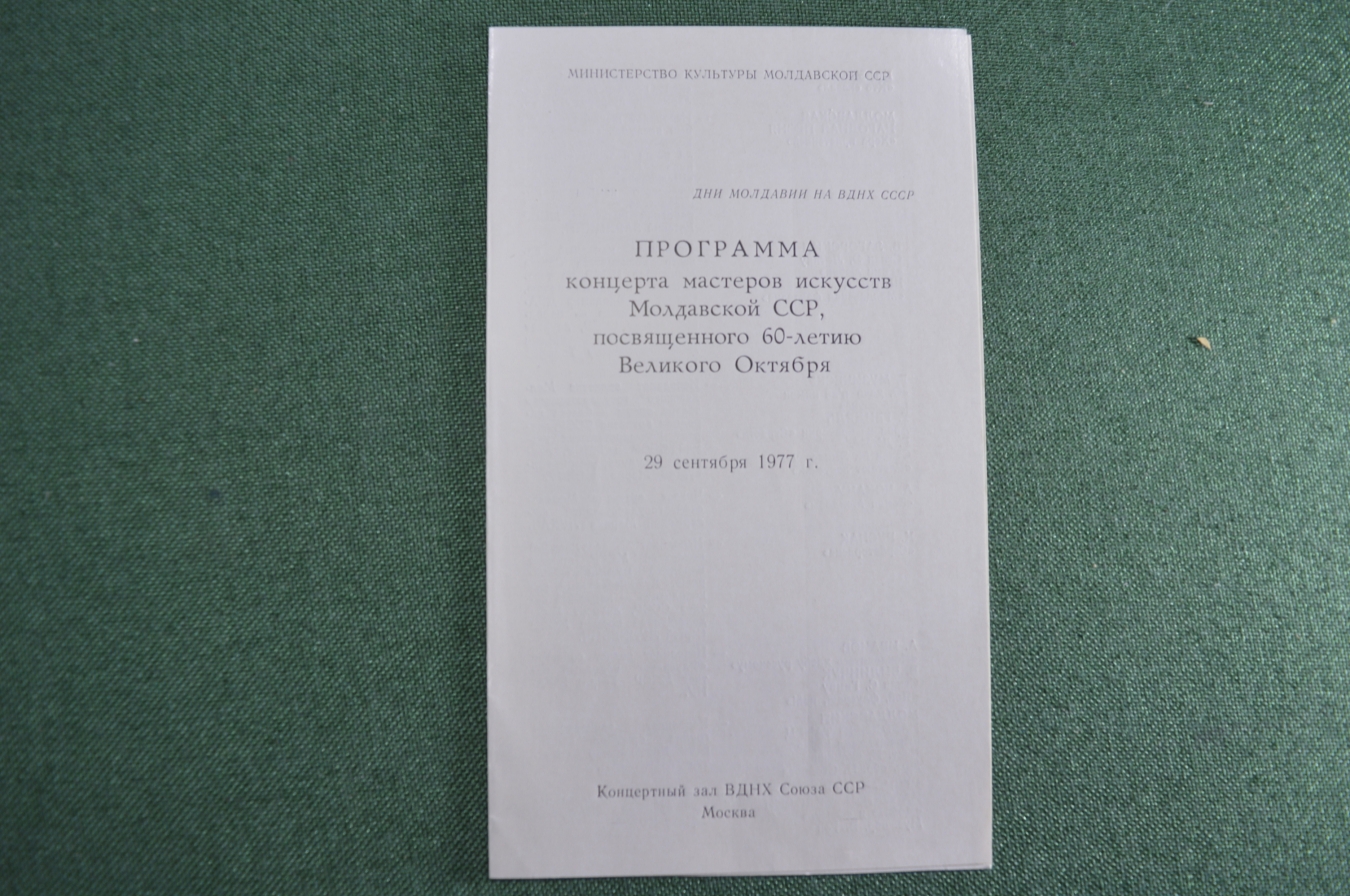 МИНИСТЕРСТВО КУЛЬТУРЫ МОЛДАВСКОЙ ССР
ДНИ МОЛДАВИИ НА ВДНХ СССР
ПРОГРАММА
концерта мастеров искусств
Молдавской ССР,
посвященного 60-летию
Великого Октября
29 сентября 1977 г.
Концертный зал ВДНХ Союза ССР
Москва